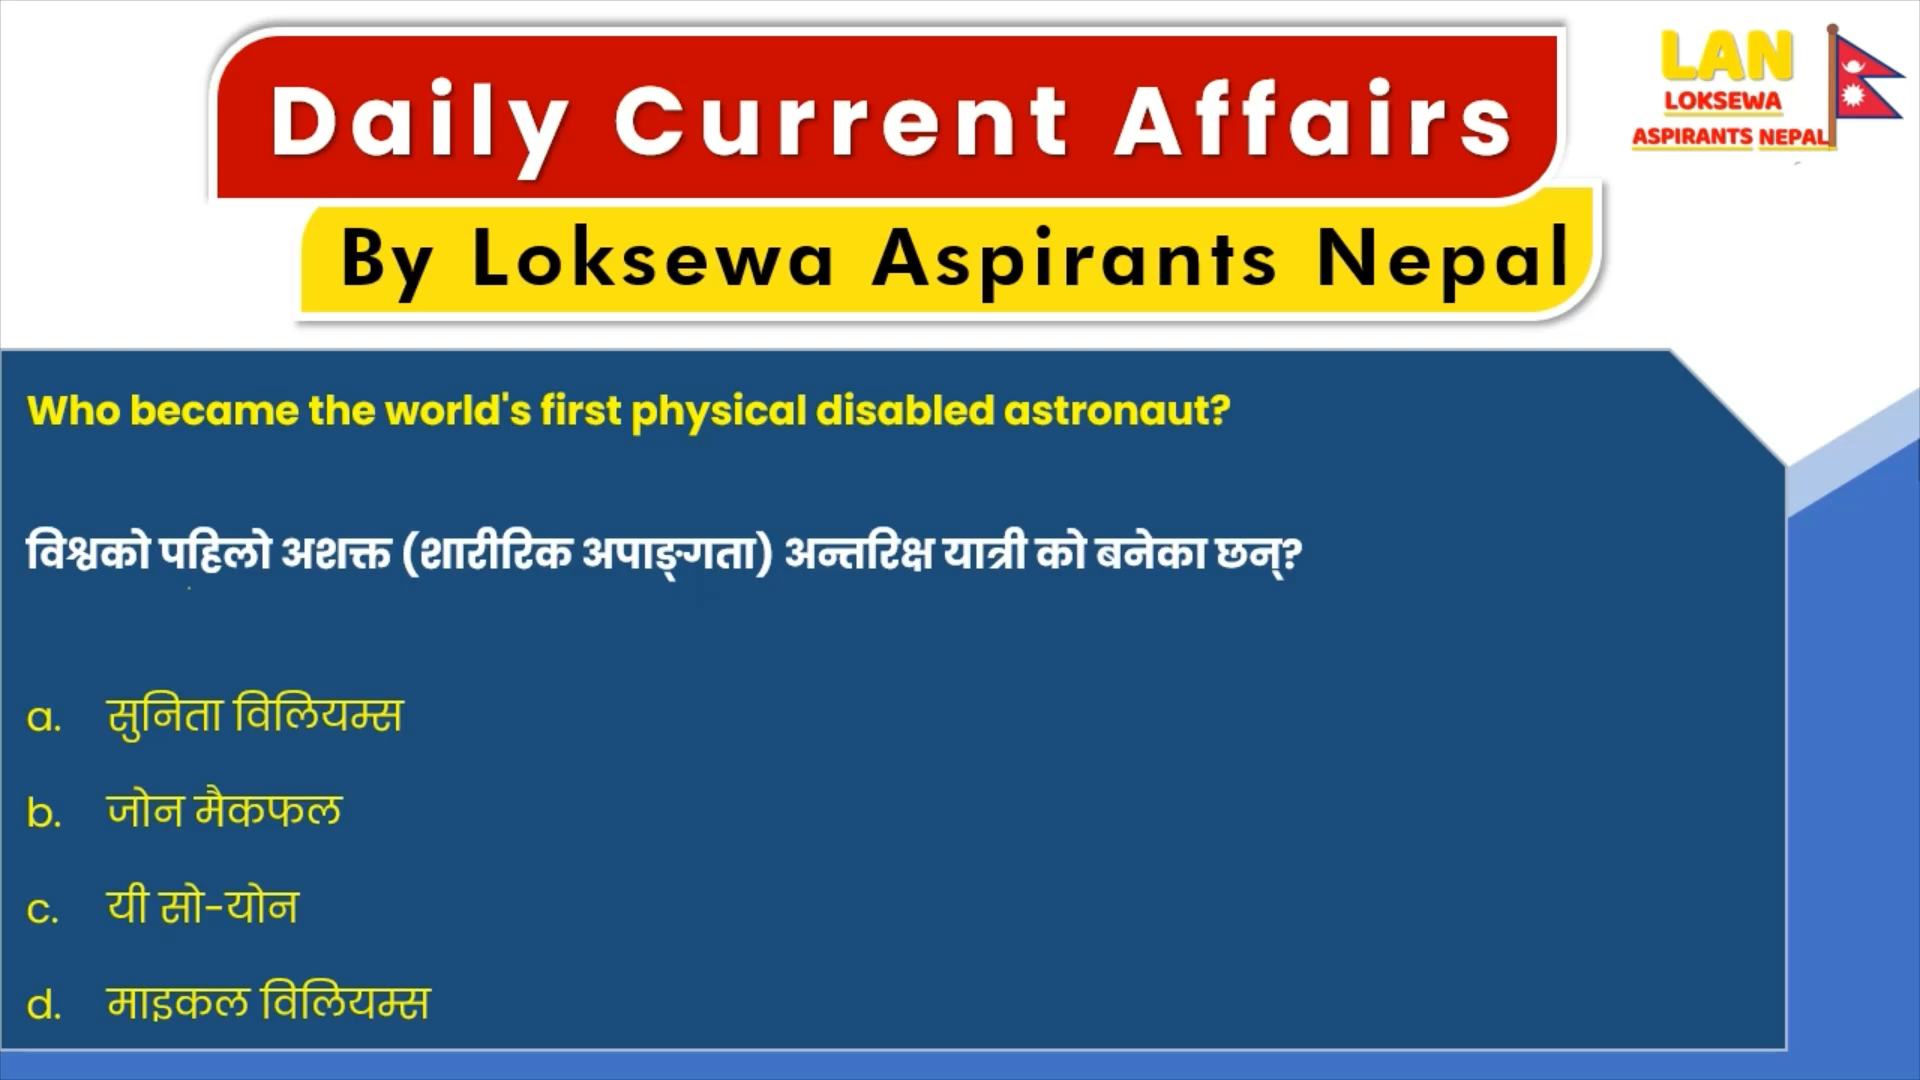 Daily Current Affairs
By Loksewa Aspirants Nepal
LAN
LOKSEWA
ASPIRANTS NEPAL
Who became the world's first physical disabled astronaut?
विश्वको पहिलो अशक्त (शारीरिक अपाङ्गता) अन्तरिक्ष यात्री को बनेका छन्?
a. सुनिता विलियम्स
b. जोन मैकफल
c. यी सो-योन
d. माइकल विलियम्स